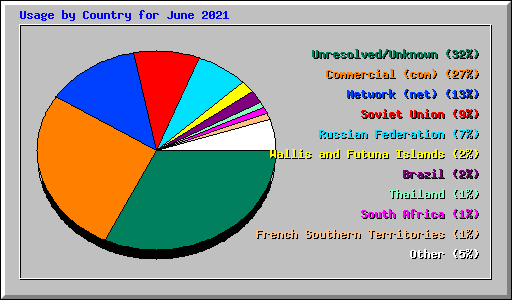 Usage by Country for June 2021
Unresolved/Unknown (32%)
Commercial (com) (27%)
Network (net) (13%)
Soviet Union (9%)
Russian Federation (7%)
Wallis and Futuna Islands (2%)
Brazil (2%)
Thailand (1%)
South Africa (1%)
French Southern Territories (1%)
Other (5%)